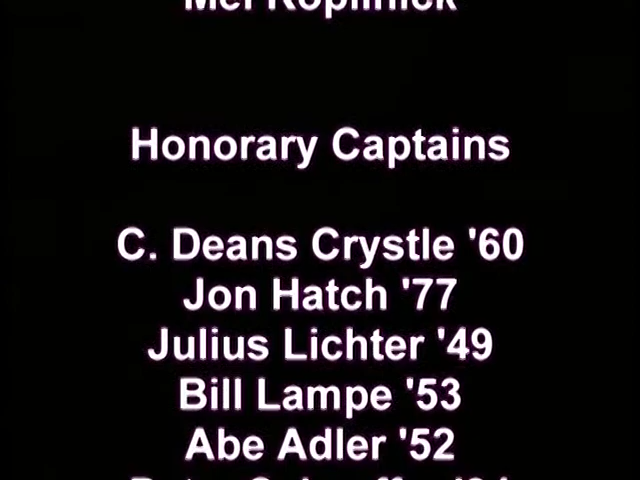 Honorary Captains
C. Deans Crystle '60
Jon Hatch '77
Julius Lichter '49
Bill Lampe '53
Abe Adler '52